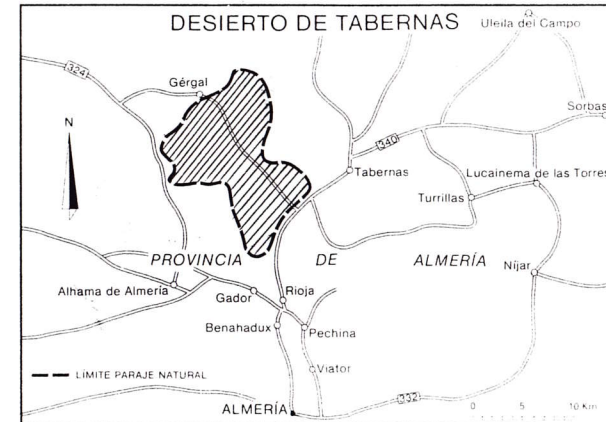 DESIERTO DE TABERNAS
Uleila del Campo
324
Gérgal
Sorbas
N
340
Tabernas
Lucainema de las Torres
Turrillas
PROVINCIA DE ALMERÍA
Níjar
Alhama de Almería
Gador
Rioja
Benahadux
Pechina
LÍMITE PARAJE NATURAL
Viator
332
0 5 10 Km
ALMERÍA